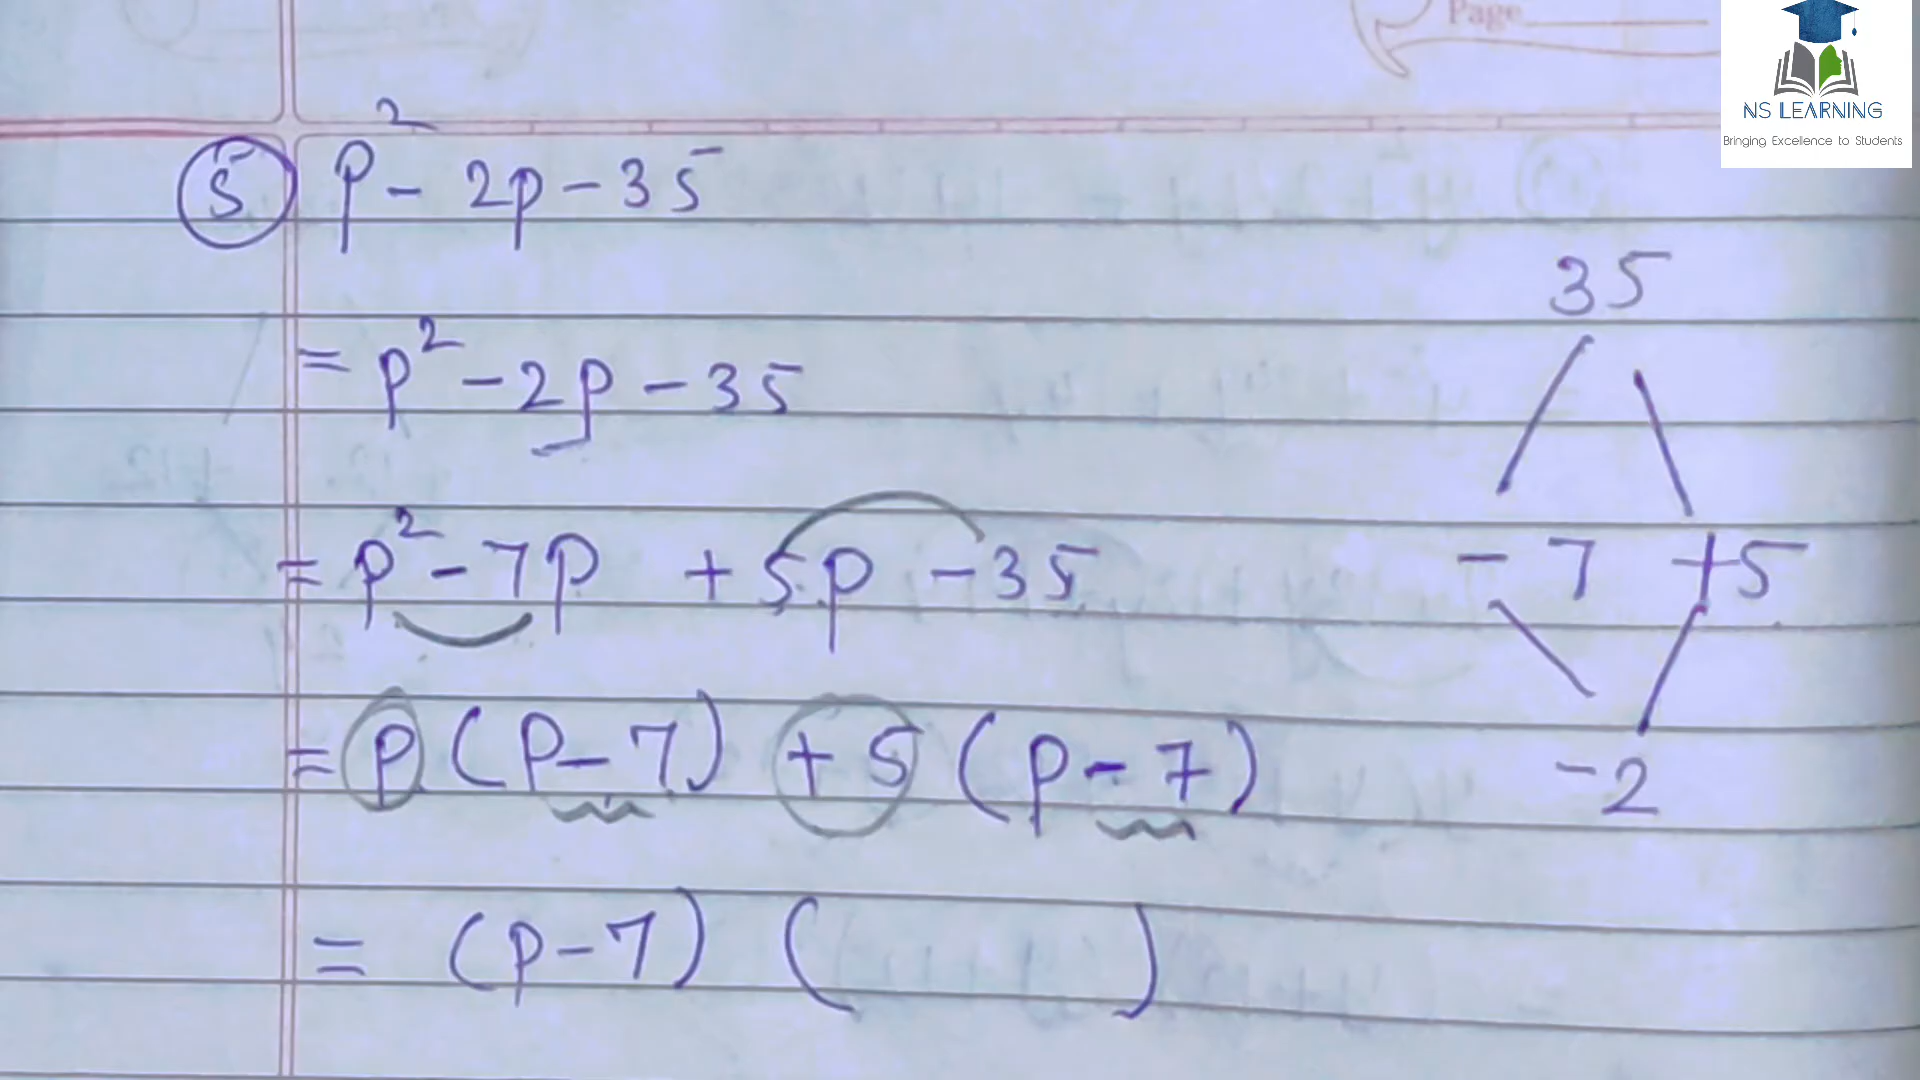 Page
NS LEARNING
Bringing Excellence to Students
5 p² - 2p - 35
= p² - 2p - 35
= p² - 7p + 5p - 35
= p (p - 7) + 5 (p - 7)
= (p - 7) ( )
35
- 7 +5
-2